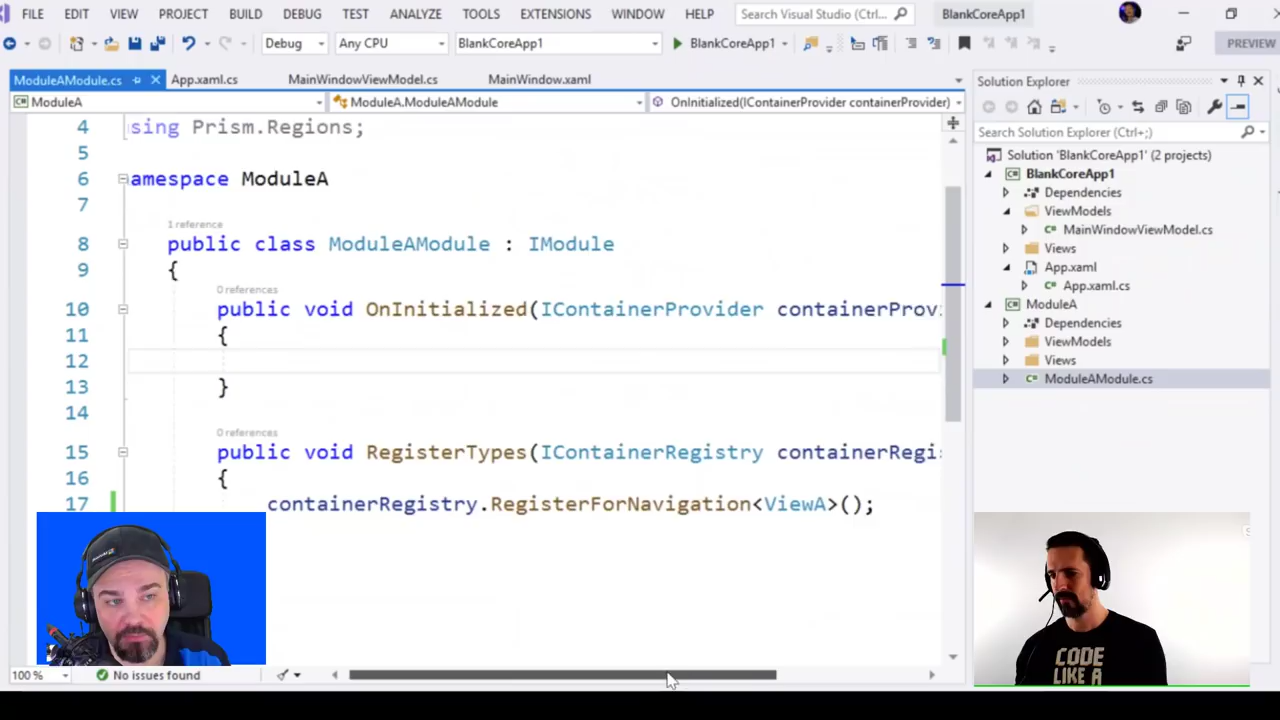 FILE EDIT VIEW PROJECT BUILD DEBUG TEST ANALYZE TOOLS EXTENSIONS WINDOW HELP Search Visual Studio (Ctrl+;) BlankCoreApp1
Debug Any CPU BlankCoreApp1 BlankCoreApp1 PREVIEW
ModuleAModule.cs App.xaml.cs MainWindowViewModel.cs MainWindow.xaml
ModuleA ModuleA.ModuleAModule OnInitialized(IContainerProvider containerProvider)
4 sing Prism.Regions;
5
6 amespace ModuleA
7
1 reference
8 public class ModuleAModule : IModule
9 {
0 references
10 public void OnInitialized(IContainerProvider containerProv
11 {
12
13 }
14
0 references
15 public void RegisterTypes(IContainerRegistry containerRegi
16 {
17 containerRegistry.RegisterForNavigation<ViewA>();
100 % No issues found
Solution Explorer
Search Solution Explorer (Ctrl+;)
Solution 'BlankCoreApp1' (2 projects)
BlankCoreApp1
Dependencies
ViewModels
MainWindowViewModel.cs
Views
App.xaml
App.xaml.cs
ModuleA
Dependencies
ViewModels
Views
ModuleAModule.cs
CODE
LIKE A